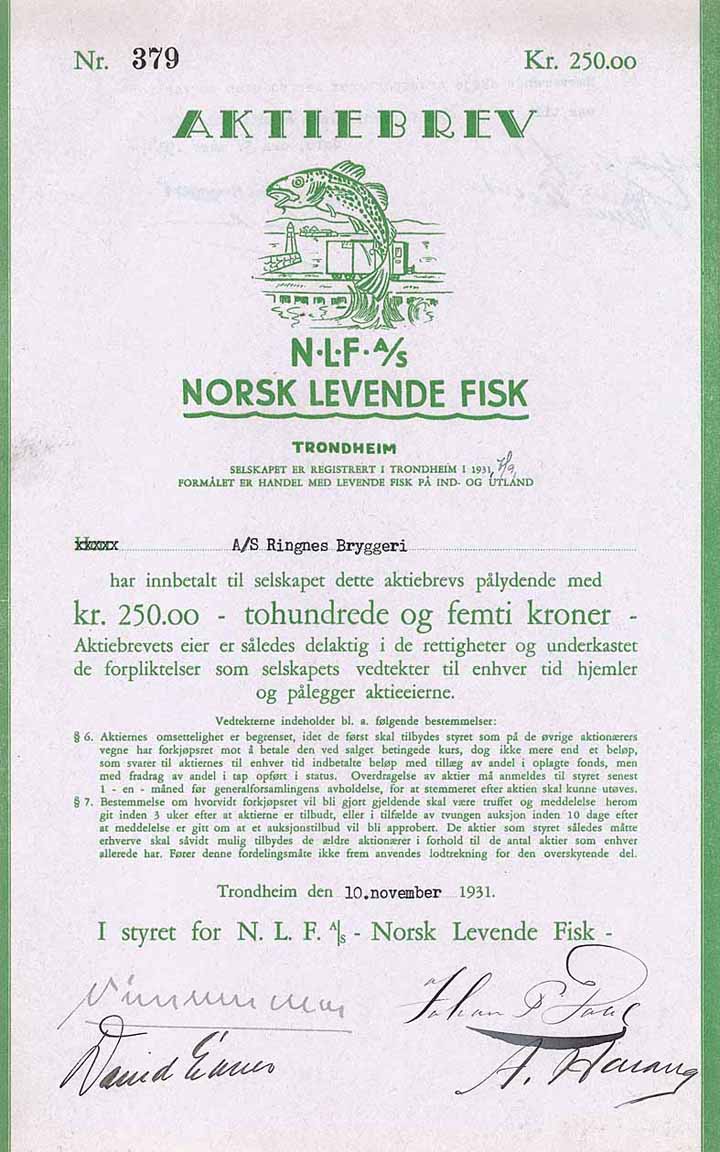 Nr. 379
Kr. 250.00
AKTIEBREV
N·L·F· A/S
NORSK LEVENDE FISK
TRONDHEIM
SELSKAPET ER REGISTRERT I TRONDHEIM I 1931,
FORMÅLET ER HANDEL MED LEVENDE FISK PÅ IND- OG UTLAND
A/S Ringnes Bryggeri
har innbetalt til selskapet dette aktiebrevs pålydende med
kr. 250.00 - tohundrede og femti kroner -
Aktiebrevets eier er således delaktig i de rettigheter og underkastet
de forpliktelser som selskapets vedtekter til enhver tid hjemler
og pålegger aktieeierne.
Vedtekterne indeholder bl. a. følgende bestemmelser:
§ 6. Aktiernes omsettelighet er begrenset, idet de først skal tilbydes styret som på de øvrige aktionærers
vegne har forkjøpsret mot å betale den ved salget betingede kurs, dog ikke mere end et beløp,
som svarer til aktiernes til enhver tid indbetalte beløp med tillæg av andel i oplagte fonds, men
med fradrag av andel i tap opført i status. Overdragelse av aktier må anmeldes til styret senest
1 - en - måned før generalforsamlingens avholdelse, for at stemmeret efter aktien skal kunne utøves.
§ 7. Bestemmelse om hvorvidt forkjøpsret vil bli gjort gjeldende skal være truffet og meddelelse herom
git inden 3 uker efter at aktierne er tilbudt, eller i tilfælde av tvungen auksjon inden 10 dage efter
at meddelelse er gitt om at et auksjonstilbud vil bli approbert. De aktier som styret således måtte
erhverve skal såvidt mulig tilbydes de ældre aktionærer i forhold til de antal aktier som enhver
allerede har. Fører denne fordelingsmåte ikke frem anvendes lodtrekning for den overskytende del.
Trondheim den 10.november 1931.
I styret for N. L. F. A/s - Norsk Levende Fisk -
Johan P.
David
A. Harang